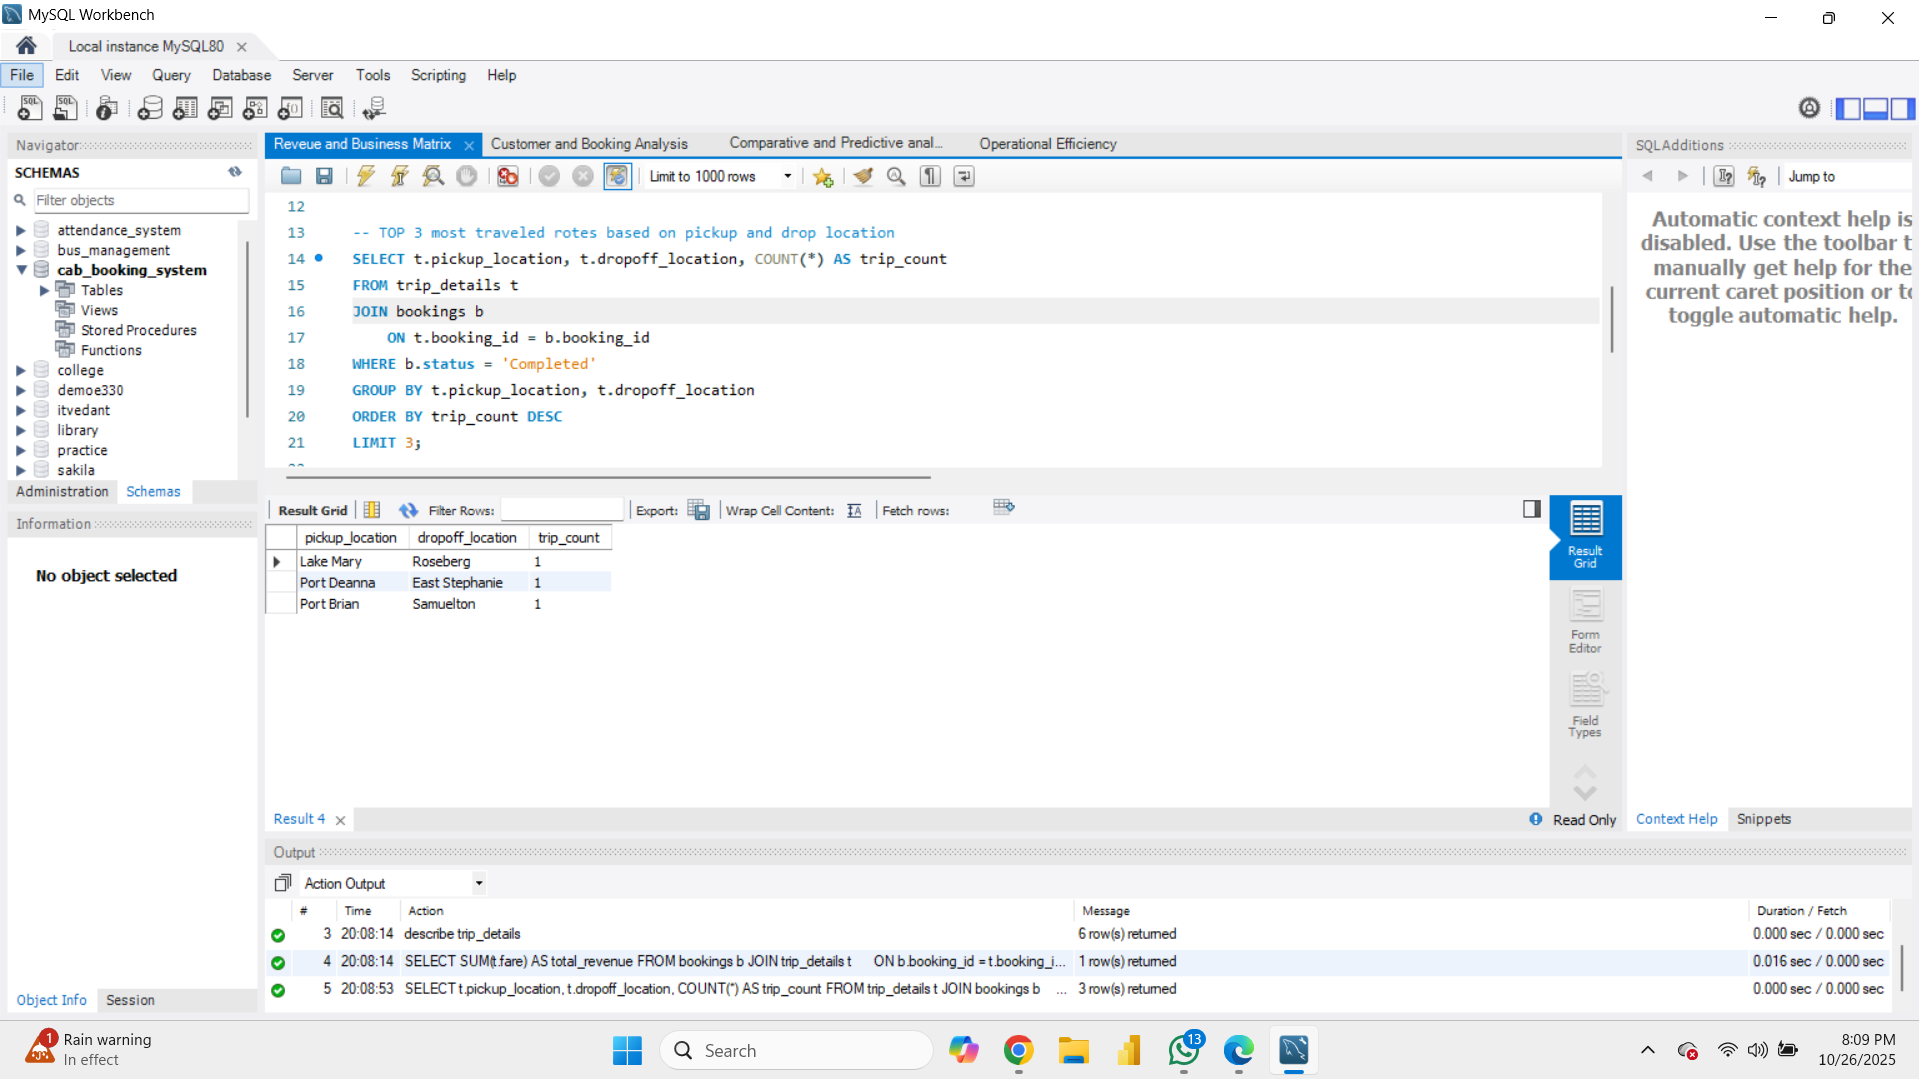 MySQL Workbench
Local instance MySQL80
File Edit View Query Database Server Tools Scripting Help
Navigator
SCHEMAS
Filter objects
attendance_system
bus_management
cab_booking_system
Tables
Views
Stored Procedures
Functions
college
demoe330
itvedant
library
practice
sakila
Administration Schemas
Information
No object selected
Object Info Session
Reveue and Business Matrix Customer and Booking Analysis Comparative and Predictive anal... Operational Efficiency
Limit to 1000 rows
12
13 -- TOP 3 most traveled rotes based on pickup and drop location
14 SELECT t.pickup_location, t.dropoff_location, COUNT(*) AS trip_count
15 FROM trip_details t
16 JOIN bookings b
17 ON t.booking_id = b.booking_id
18 WHERE b.status = 'Completed'
19 GROUP BY t.pickup_location, t.dropoff_location
20 ORDER BY trip_count DESC
21 LIMIT 3;
Result Grid Filter Rows: Export: Wrap Cell Content: Fetch rows:
pickup_location dropoff_location trip_count
Lake Mary Roseberg 1
Port Deanna East Stephanie 1
Port Brian Samuelton 1
Result Grid
Form Editor
Field Types
Result 4
Read Only
SQLAdditions
Jump to
Automatic context help is
disabled. Use the toolbar t
manually get help for the
current caret position or to
toggle automatic help.
Context Help Snippets
Output
Action Output
# Time Action Message Duration / Fetch
3 20:08:14 describe trip_details 6 row(s) returned 0.000 sec / 0.000 sec
4 20:08:14 SELECT SUM(t.fare) AS total_revenue FROM bookings b JOIN trip_details t ON b.booking_id = t.booking_i... 1 row(s) returned 0.016 sec / 0.000 sec
5 20:08:53 SELECT t.pickup_location, t.dropoff_location, COUNT(*) AS trip_count FROM trip_details t JOIN bookings b ... 3 row(s) returned 0.000 sec / 0.000 sec
1
Rain warning
In effect
Search
13
8:09 PM
10/26/2025